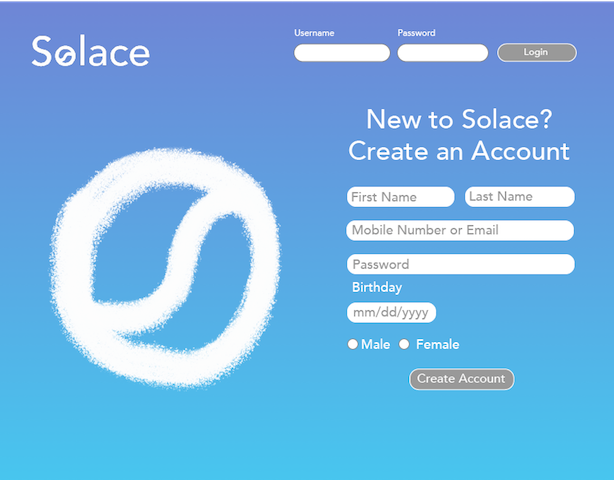 Solace
Username Password
Login
New to Solace?
Create an Account
First Name Last Name
Mobile Number or Email
Password
Birthday
mm/dd/yyyy
Male Female
Create Account